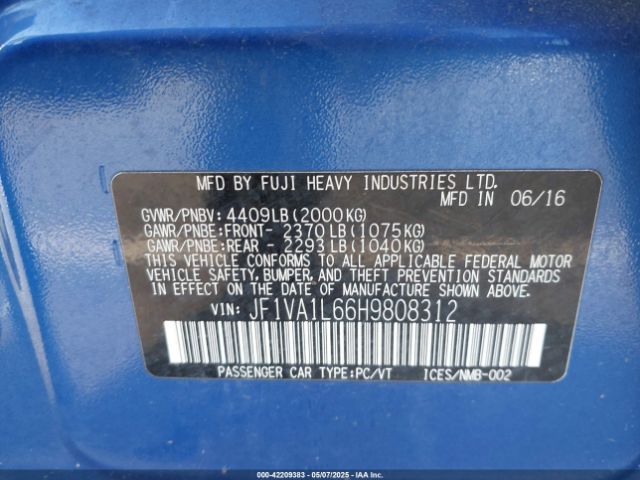 MFD BY FUJI HEAVY INDUSTRIES LTD.
MFD IN 06/16
GVWR/PNBV: 4409LB(2000KG)
GAWR/PNBE:FRONT- 2370LB(1075KG)
GAWR/PNBE:REAR - 2293LB(1040KG)
THIS VEHICLE CONFORMS TO ALL APPLICABLE FEDERAL MOTOR
VEHICLE SAFETY, BUMPER, AND THEFT PREVENTION STANDARDS
IN EFFECT ON THE DATE OF MANUFACTURE SHOWN ABOVE.
VIN: JF1VA1L66H9808312
PASSENGER CAR TYPE:PC/VT ICES/NMB-002
000-42209383 - 05/07/2025 - IAAI.COM